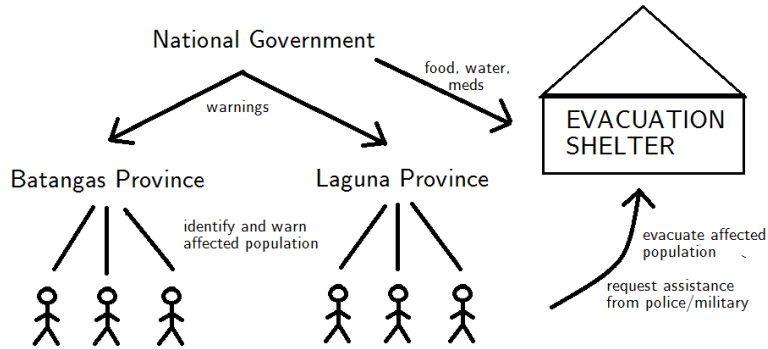 National Government
food, water,
meds
warnings
EVACUATION
SHELTER
Batangas Province
Laguna Province
identify and warn
affected population
evacuate affected
population
request assistance
from police/military